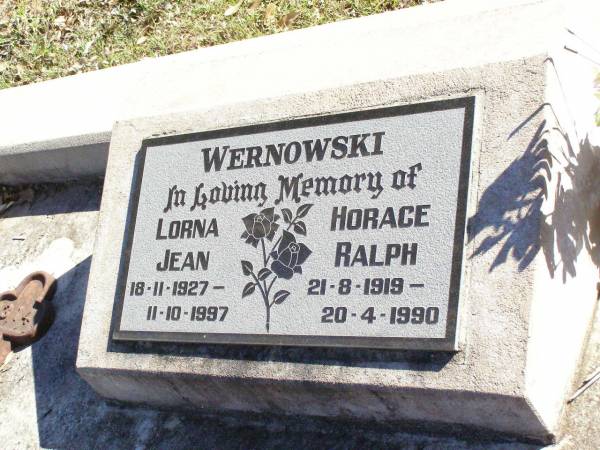 WERNOWSKI
In Loving Memory of
LORNA
JEAN
18-11-1927-
11-10-1997
HORACE
RALPH
21-8-1919-
20-4-1990